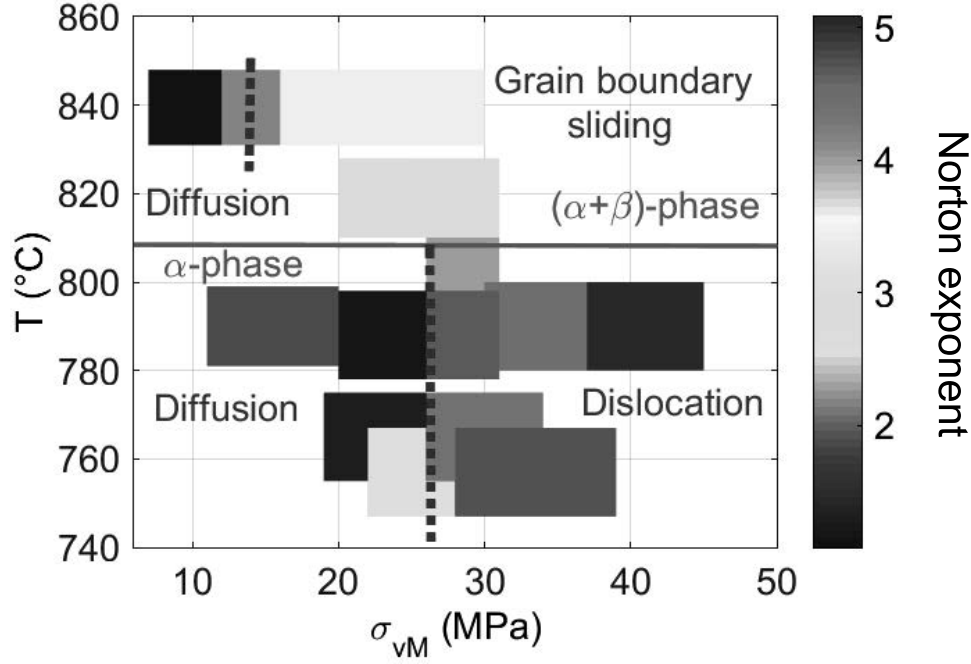 860
840
820
800
780
760
740
T (°C)
10
20
30
40
50
σvM (MPa)
Grain boundary
sliding
Diffusion
(α+β)-phase
α-phase
Diffusion
Dislocation
5
4
3
2
Norton exponent